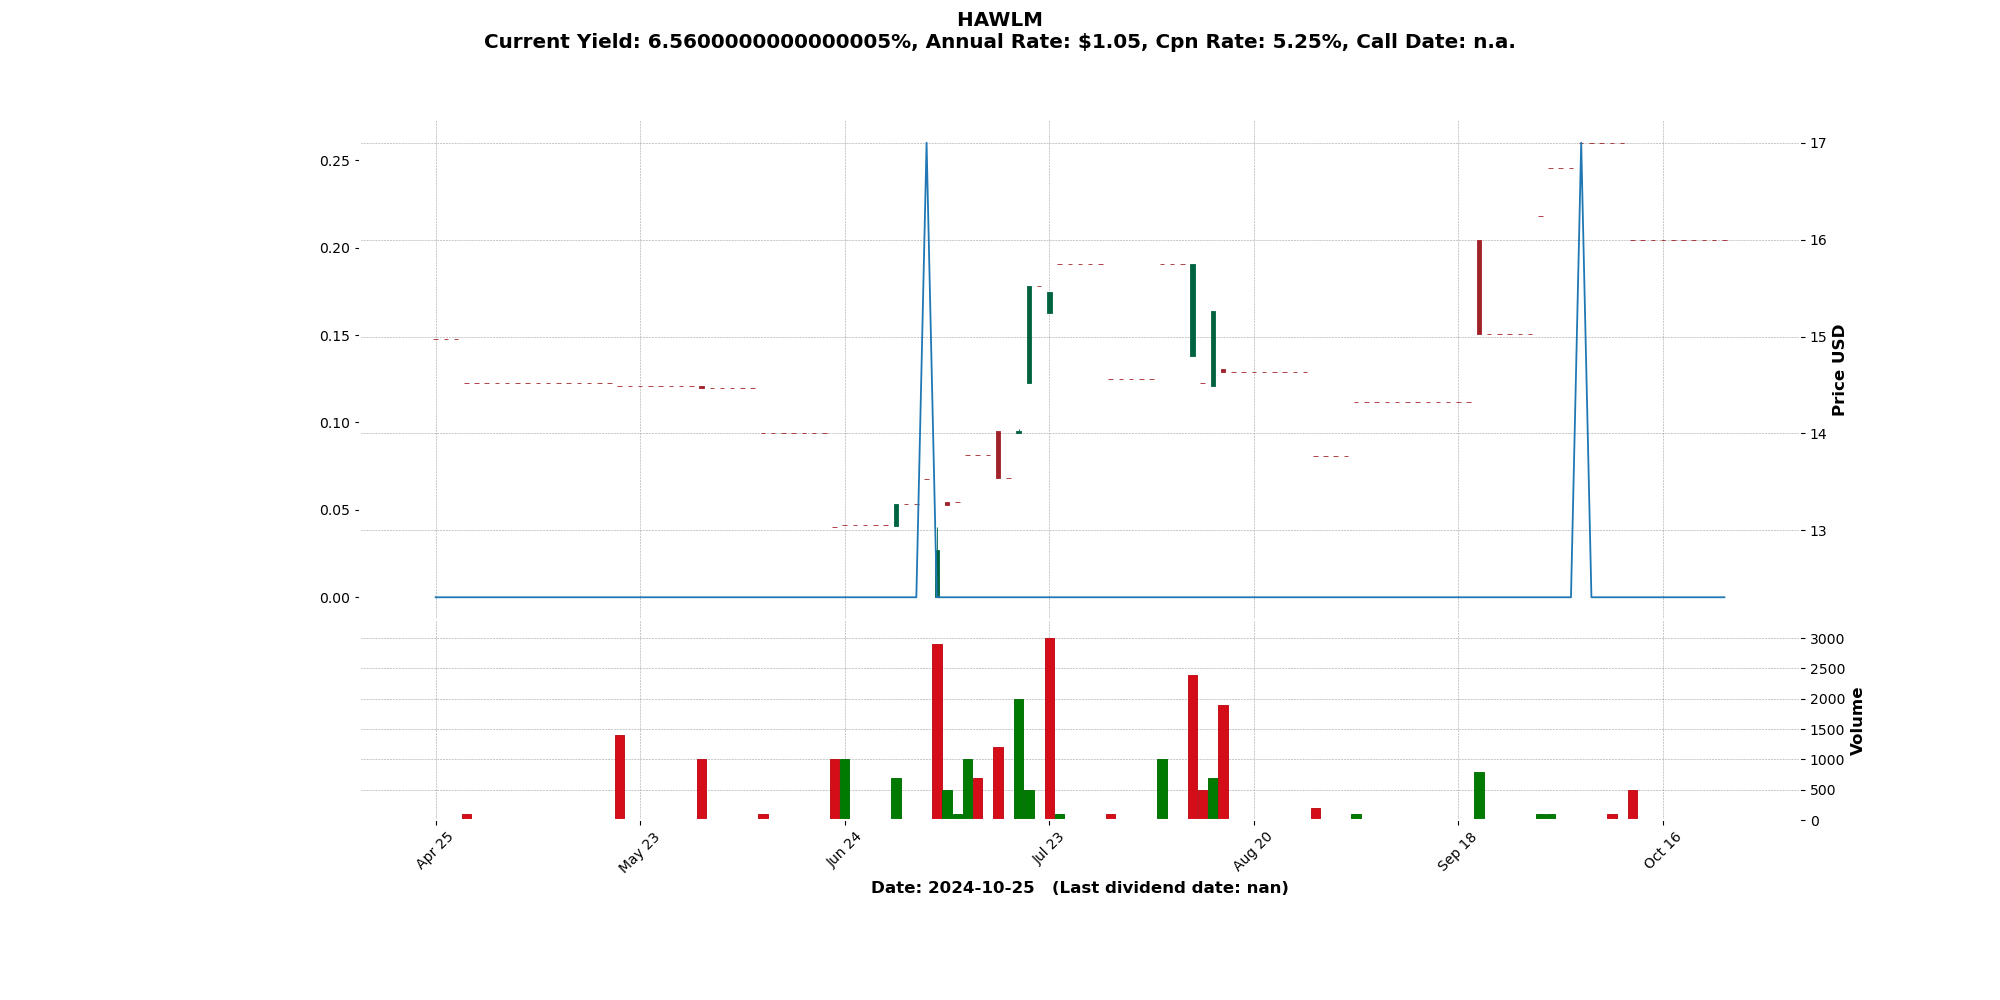 HAWLM
Current Yield: 6.5600000000000005%, Annual Rate: $1.05, Cpn Rate: 5.25%, Call Date: n.a.
0.25
0.20
0.15
0.10
0.05
0.00
17
16
15
14
13
Price USD
3000
2500
2000
1500
1000
500
0
Volume
Apr 25
May 23
Jun 24
Jul 23
Aug 20
Sep 18
Oct 16
Date: 2024-10-25   (Last dividend date: nan)